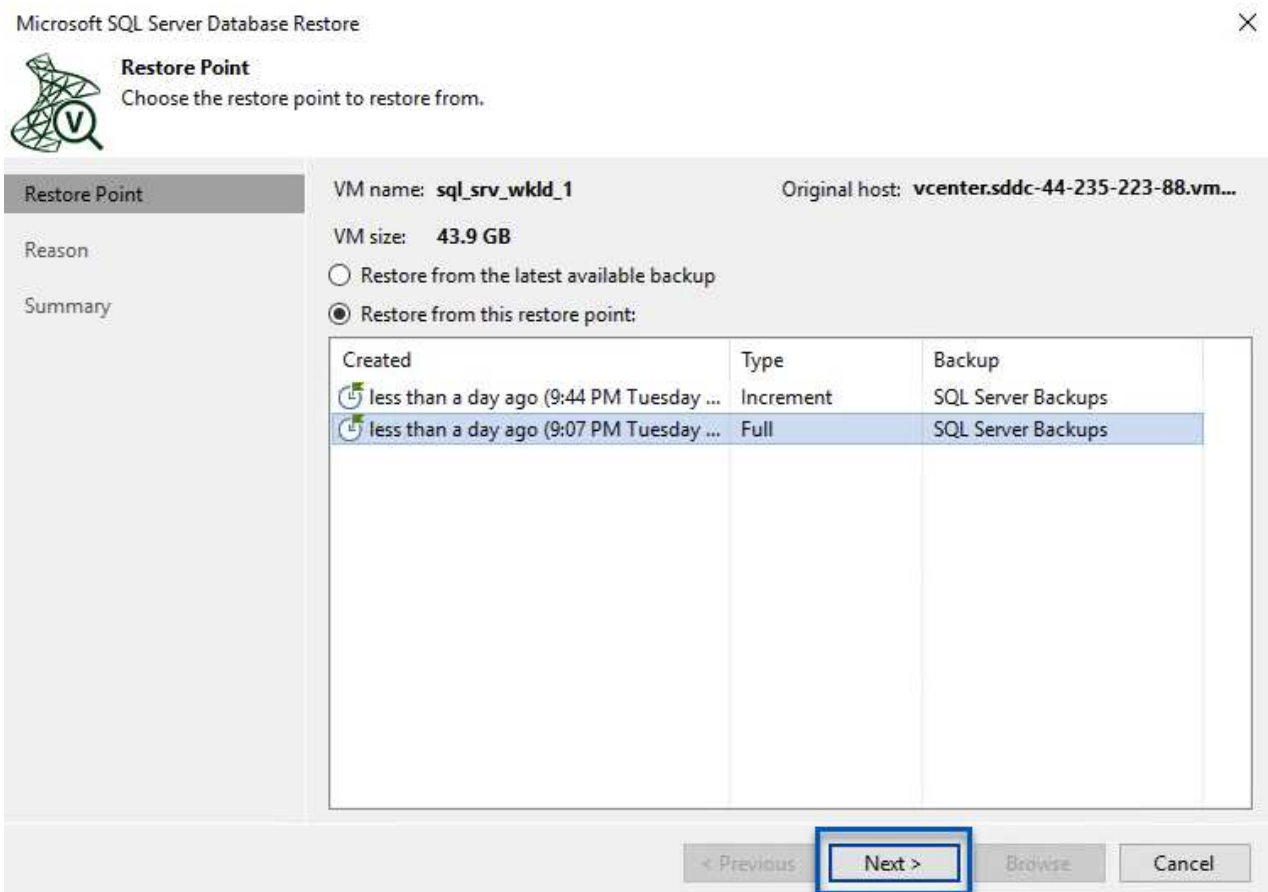 Microsoft SQL Server Database Restore
Restore Point
Choose the restore point to restore from.
V
Restore Point
Reason
Summary
VM name: sql_srv_wkld_1 Original host: vcenter.sddc-44-235-223-88.vm...
VM size: 43.9 GB
Restore from the latest available backup
Restore from this restore point:
Created Type Backup
less than a day ago (9:44 PM Tuesday ... Increment SQL Server Backups
less than a day ago (9:07 PM Tuesday ... Full SQL Server Backups
< Previous Next > Browse Cancel